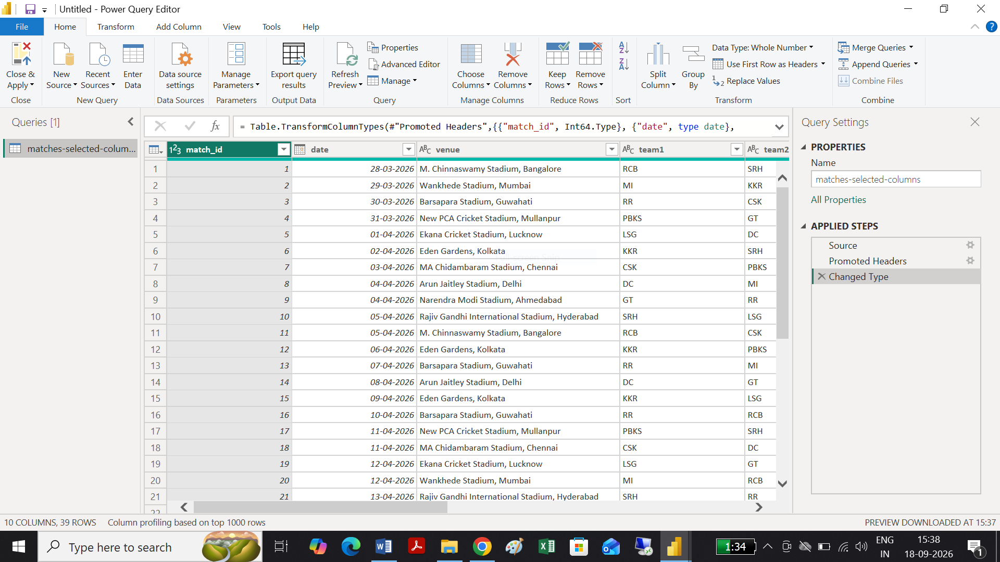 Untitled - Power Query Editor
File Home Transform Add Column View Tools Help
Close & Apply
New Source
Recent Sources
Enter Data
Data source settings
Manage Parameters
Export query results
Refresh Preview
Properties
Advanced Editor
Manage
Choose Columns
Remove Columns
Keep Rows
Remove Rows
Split Column
Group By
Data Type: Whole Number
Use First Row as Headers
Replace Values
Merge Queries
Append Queries
Combine Files
Close New Query Data Sources Parameters Output Data Query Manage Columns Reduce Rows Sort Transform Combine
Queries [1]
matches-selected-colum...
fx = Table.TransformColumnTypes(#"Promoted Headers",{{"match_id", Int64.Type}, {"date", type date},
match_id date venue team1 team2
1 1 28-03-2026 M. Chinnaswamy Stadium, Bangalore RCB SRH
2 2 29-03-2026 Wankhede Stadium, Mumbai MI KKR
3 3 30-03-2026 Barsapara Stadium, Guwahati RR CSK
4 4 31-03-2026 New PCA Cricket Stadium, Mullanpur PBKS GT
5 5 01-04-2026 Ekana Cricket Stadium, Lucknow LSG DC
6 6 02-04-2026 Eden Gardens, Kolkata KKR SRH
7 7 03-04-2026 MA Chidambaram Stadium, Chennai CSK PBKS
8 8 04-04-2026 Arun Jaitley Stadium, Delhi DC MI
9 9 04-04-2026 Narendra Modi Stadium, Ahmedabad GT RR
10 10 05-04-2026 Rajiv Gandhi International Stadium, Hyderabad SRH LSG
11 11 05-04-2026 M. Chinnaswamy Stadium, Bangalore RCB CSK
12 12 06-04-2026 Eden Gardens, Kolkata KKR PBKS
13 13 07-04-2026 Barsapara Stadium, Guwahati RR MI
14 14 08-04-2026 Arun Jaitley Stadium, Delhi DC GT
15 15 09-04-2026 Eden Gardens, Kolkata KKR LSG
16 16 10-04-2026 Barsapara Stadium, Guwahati RR RCB
17 17 11-04-2026 New PCA Cricket Stadium, Mullanpur PBKS SRH
18 18 11-04-2026 MA Chidambaram Stadium, Chennai CSK DC
19 19 12-04-2026 Ekana Cricket Stadium, Lucknow LSG GT
20 20 12-04-2026 Wankhede Stadium, Mumbai MI RCB
21 21 13-04-2026 Rajiv Gandhi International Stadium, Hyderabad SRH RR
Query Settings
PROPERTIES
Name
matches-selected-columns
All Properties
APPLIED STEPS
Source
Promoted Headers
Changed Type
10 COLUMNS, 39 ROWS Column profiling based on top 1000 rows
PREVIEW DOWNLOADED AT 15:37
Type here to search
1:34
ENG
IN
15:38
18-09-2026
1